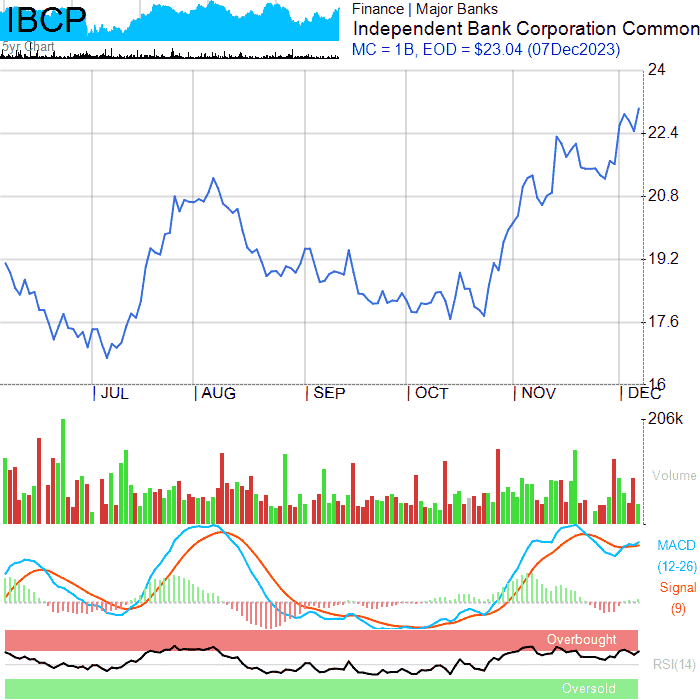 IBCP
5yr Chart
Finance | Major Banks
Independent Bank Corporation Common
MC = 1B, EOD = $23.04 (07Dec2023)
24
22.4
20.8
19.2
17.6
16
JUL
AUG
SEP
OCT
NOV
DEC
206k
Volume
MACD
(12-26)
Signal
(9)
Overbought
RSI(14)
Oversold